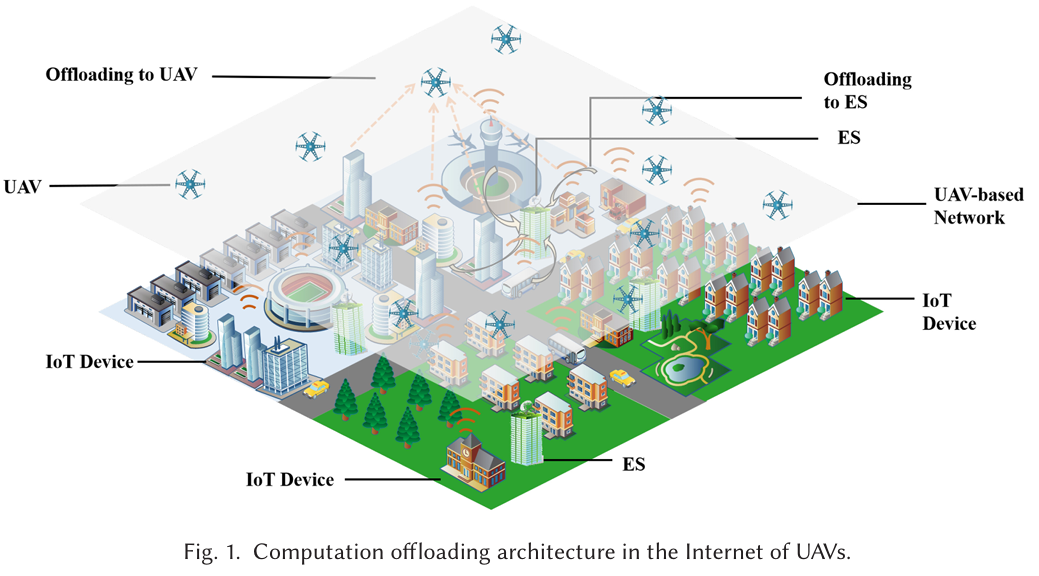 Offloading to UAV
Offloading
to ES
ES
UAV
UAV-based
Network
IoT
Device
IoT Device
ES
IoT Device
Fig. 1. Computation offloading architecture in the Internet of UAVs.